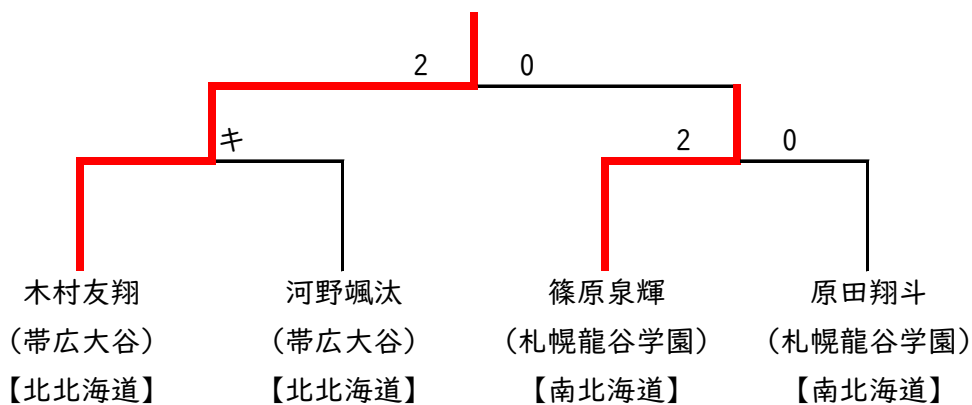 2 0
キ 2 0
木村友翔 河野颯汰 篠原泉輝 原田翔斗
(帯広大谷) (帯広大谷) (札幌龍谷学園) (札幌龍谷学園)
【北北海道】 【北北海道】 【南北海道】 【南北海道】